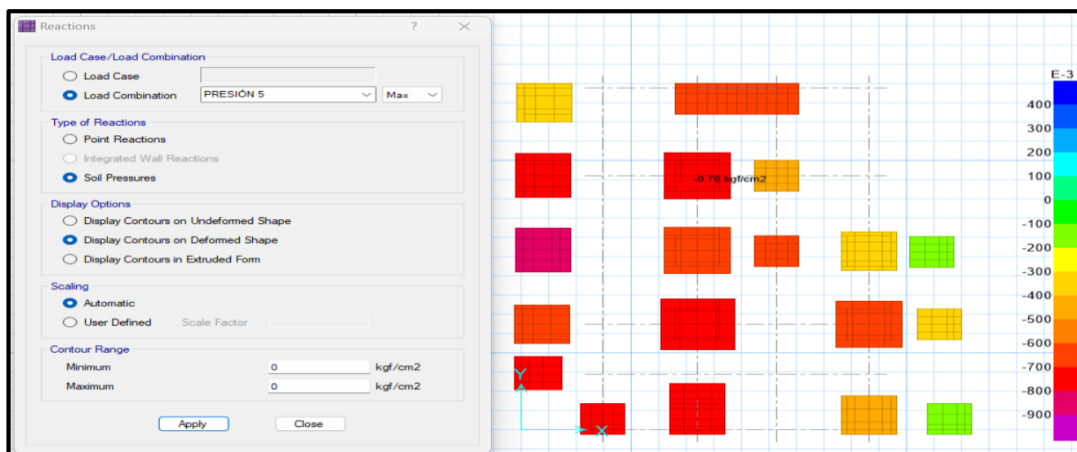 Reactions
?
Load Case/Load Combination
Load Case
Load Combination
PRESIÓN 5
Max
Type of Reactions
Point Reactions
Integrated Wall Reactions
Soil Pressures
Display Options
Display Contours on Undeformed Shape
Display Contours on Deformed Shape
Display Contours in Extruded Form
Scaling
Automatic
User Defined
Scale Factor
Contour Range
Minimum
0
kgf/cm2
Maximum
0
kgf/cm2
Apply
Close
-0.76 kgf/cm2
Y
X
E-3
400
300
200
100
0
-100
-200
-300
-400
-500
-600
-700
-800
-900